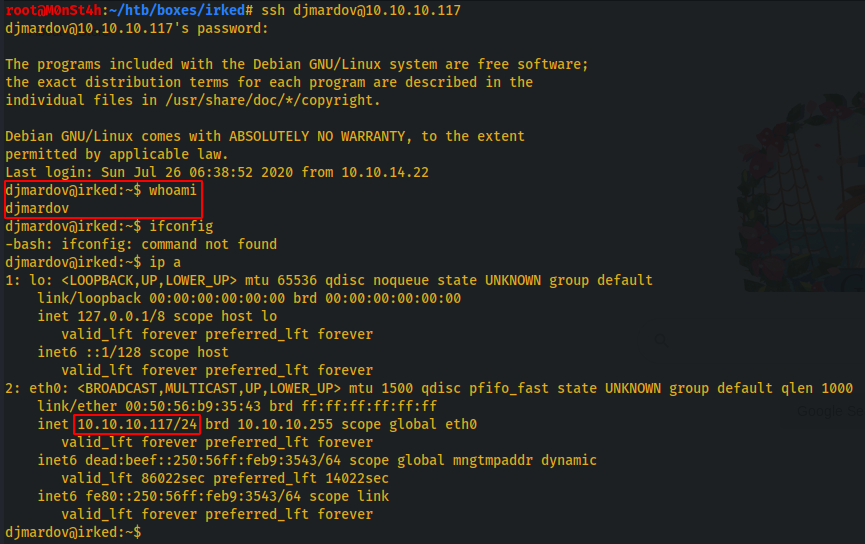 root@M0nSt4h:~/htb/boxes/irked# ssh djmardov@10.10.10.117
djmardov@10.10.10.117's password:

The programs included with the Debian GNU/Linux system are free software;
the exact distribution terms for each program are described in the
individual files in /usr/share/doc/*/copyright.

Debian GNU/Linux comes with ABSOLUTELY NO WARRANTY, to the extent
permitted by applicable law.
Last login: Sun Jul 26 06:38:52 2020 from 10.10.14.22
djmardov@irked:~$ whoami
djmardov
djmardov@irked:~$ ifconfig
-bash: ifconfig: command not found
djmardov@irked:~$ ip a
1: lo: <LOOPBACK,UP,LOWER_UP> mtu 65536 qdisc noqueue state UNKNOWN group default
    link/loopback 00:00:00:00:00:00 brd 00:00:00:00:00:00
    inet 127.0.0.1/8 scope host lo
       valid_lft forever preferred_lft forever
    inet6 ::1/128 scope host
       valid_lft forever preferred_lft forever
2: eth0: <BROADCAST,MULTICAST,UP,LOWER_UP> mtu 1500 qdisc pfifo_fast state UNKNOWN group default qlen 1000
    link/ether 00:50:56:b9:35:43 brd ff:ff:ff:ff:ff:ff
    inet 10.10.10.117/24 brd 10.10.10.255 scope global eth0
       valid_lft forever preferred_lft forever
    inet6 dead:beef::250:56ff:feb9:3543/64 scope global mngtmpaddr dynamic
       valid_lft 86022sec preferred_lft 14022sec
    inet6 fe80::250:56ff:feb9:3543/64 scope link
       valid_lft forever preferred_lft forever
djmardov@irked:~$
Google